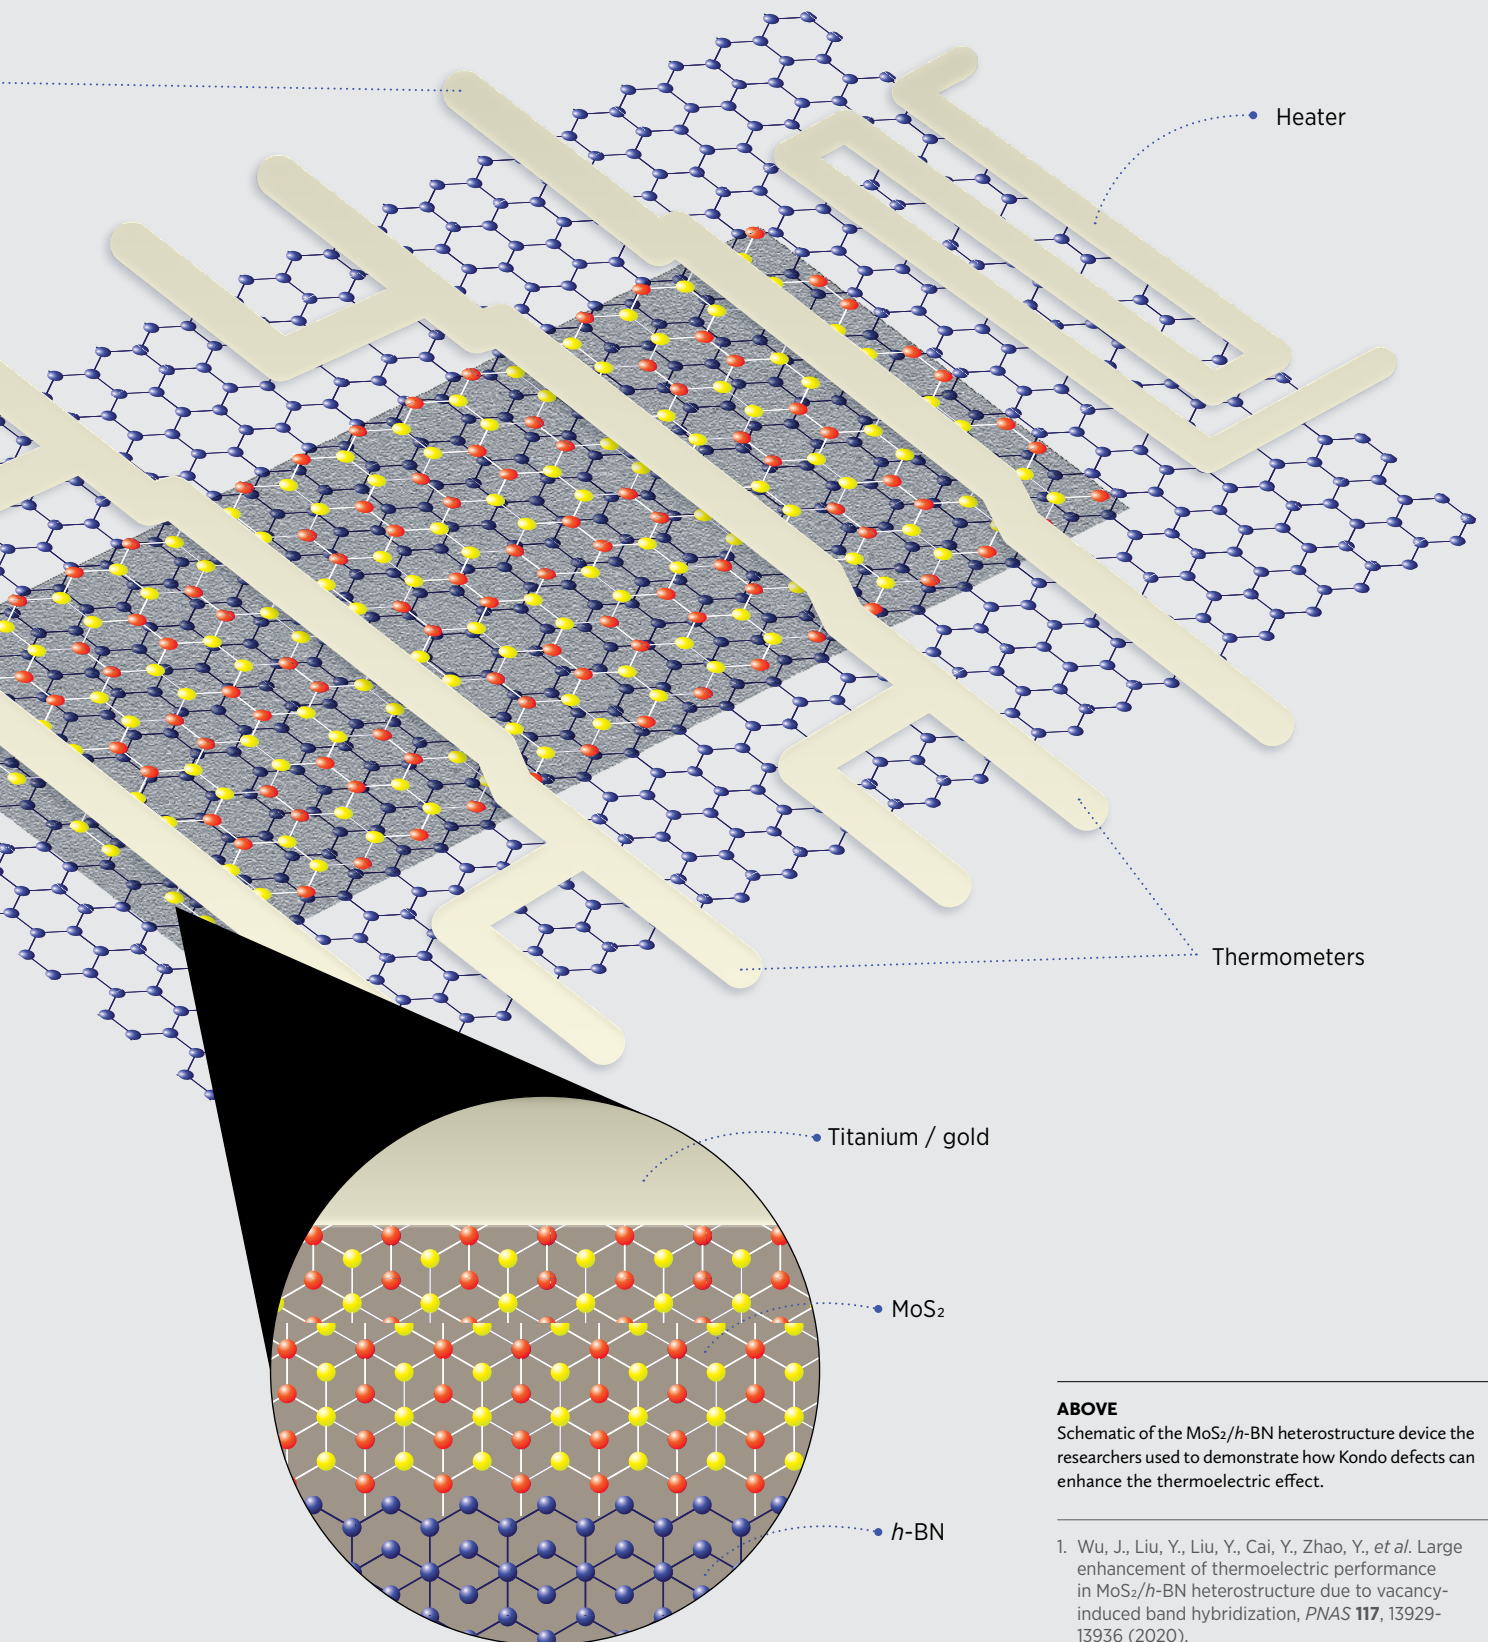 Heater
Thermometers
Titanium / gold
MoS₂
h-BN
ABOVE
Schematic of the MoS₂/h-BN heterostructure device the
researchers used to demonstrate how Kondo defects can
enhance the thermoelectric effect.
1. Wu, J., Liu, Y., Liu, Y., Cai, Y., Zhao, Y., et al. Large
enhancement of thermoelectric performance
in MoS₂/h-BN heterostructure due to vacancy-
induced band hybridization, PNAS 117, 13929-
13936 (2020).